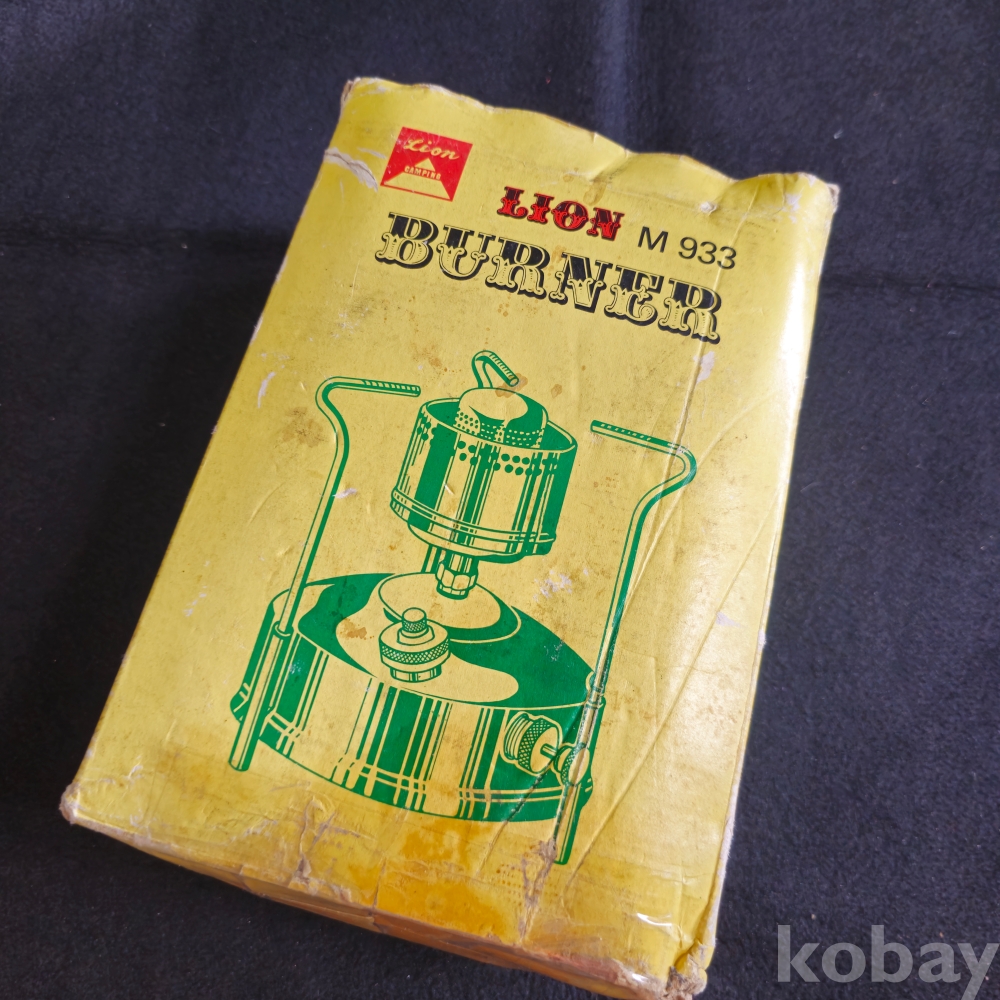 Lion
CAMPING
LION M 933
BURNER
kobay